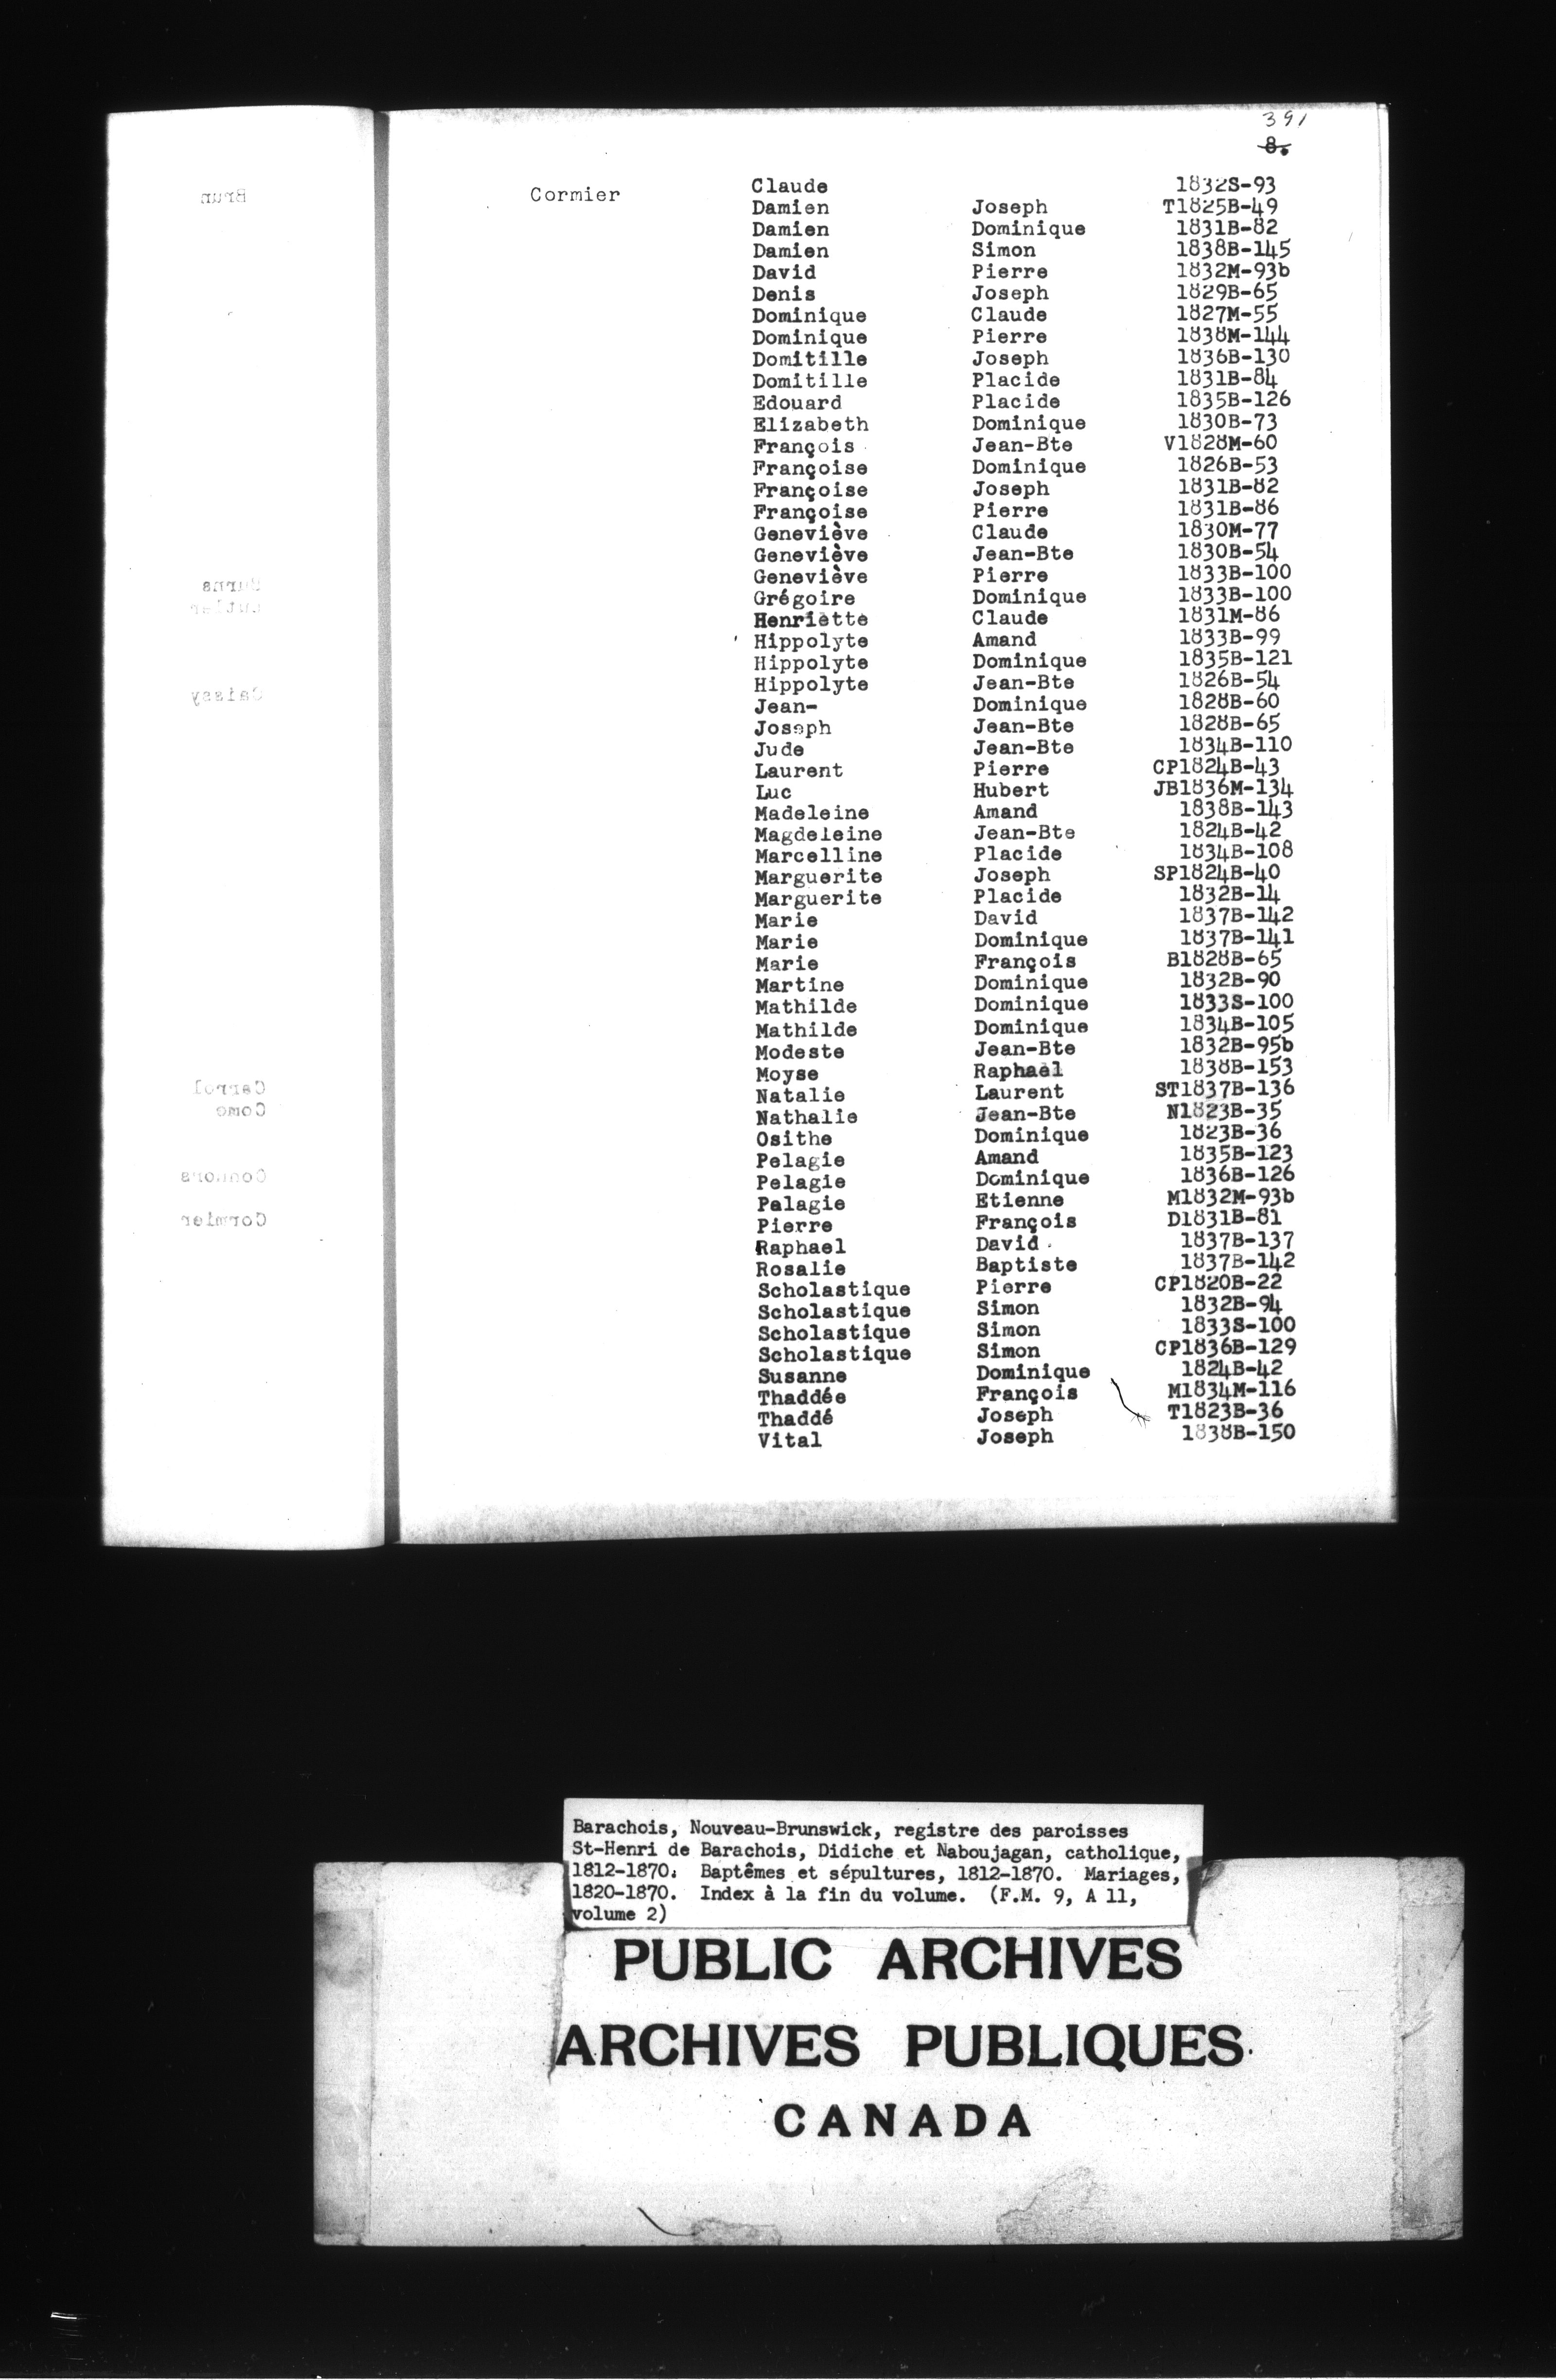 391
8.
Cormier
Claude 1832S-93
Damien Joseph T1825B-49
Damien Dominique 1831B-82
Damien Simon 1838B-145
David Pierre 1832M-93b
Denis Joseph 1829B-65
Dominique Claude 1827M-55
Dominique Pierre 1838M-144
Domitille Joseph 1836B-130
Domitille Placide 1831B-84
Edouard Placide 1835B-126
Elizabeth Dominique 1830B-73
François Jean-Bte V1828M-60
Françoise Dominique 1826B-53
Françoise Joseph 1831B-82
Françoise Pierre 1831B-86
Geneviève Claude 1830M-77
Geneviève Jean-Bte 1830B-54
Geneviève Pierre 1833B-100
Grégoire Dominique 1833B-100
Henriette Claude 1831M-86
Hippolyte Amand 1833B-99
Hippolyte Dominique 1835B-121
Hippolyte Jean-Bte 1826B-54
Jean- Dominique 1828B-60
Joseph Jean-Bte 1828B-65
Jude Jean-Bte 1834B-110
Laurent Pierre CP1824B-43
Luc Hubert JB1836M-134
Madeleine Amand 1838B-143
Magdeleine Jean-Bte 1824B-42
Marcelline Placide 1834B-108
Marguerite Joseph SP1824B-40
Marguerite Placide 1832B-14
Marie David 1837B-142
Marie Dominique 1837B-141
Marie François B1828B-65
Martine Dominique 1832B-90
Mathilde Dominique 1833S-100
Mathilde Dominique 1834B-105
Modeste Jean-Bte 1832B-95b
Moyse Raphael 1838B-153
Natalie Laurent ST1837B-136
Nathalie Jean-Bte N1823B-35
Osithe Dominique 1823B-36
Pelagie Amand 1835B-123
Pelagie Dominique 1836B-126
Pelagie Etienne M1832M-93b
Pierre François D1831B-81
Raphael David 1837B-137
Rosalie Baptiste 1837B-142
Scholastique Pierre CP1820B-22
Scholastique Simon 1832B-94
Scholastique Simon 1833S-100
Scholastique Simon CP1836B-129
Susanne Dominique 1824B-42
Thaddée François M1834M-116
Thaddé Joseph T1823B-36
Vital Joseph 1838B-150
Brun
Burns
Caissy
Carrol
Como
Connors
Cormier
Barachois, Nouveau-Brunswick, registre des paroisses
St-Henri de Barachois, Didiche et Naboujagan, catholique,
1812-1870. Baptêmes et sépultures, 1812-1870. Mariages,
1820-1870. Index à la fin du volume. (F.M. 9, A 11,
volume 2)
PUBLIC ARCHIVES
ARCHIVES PUBLIQUES
CANADA